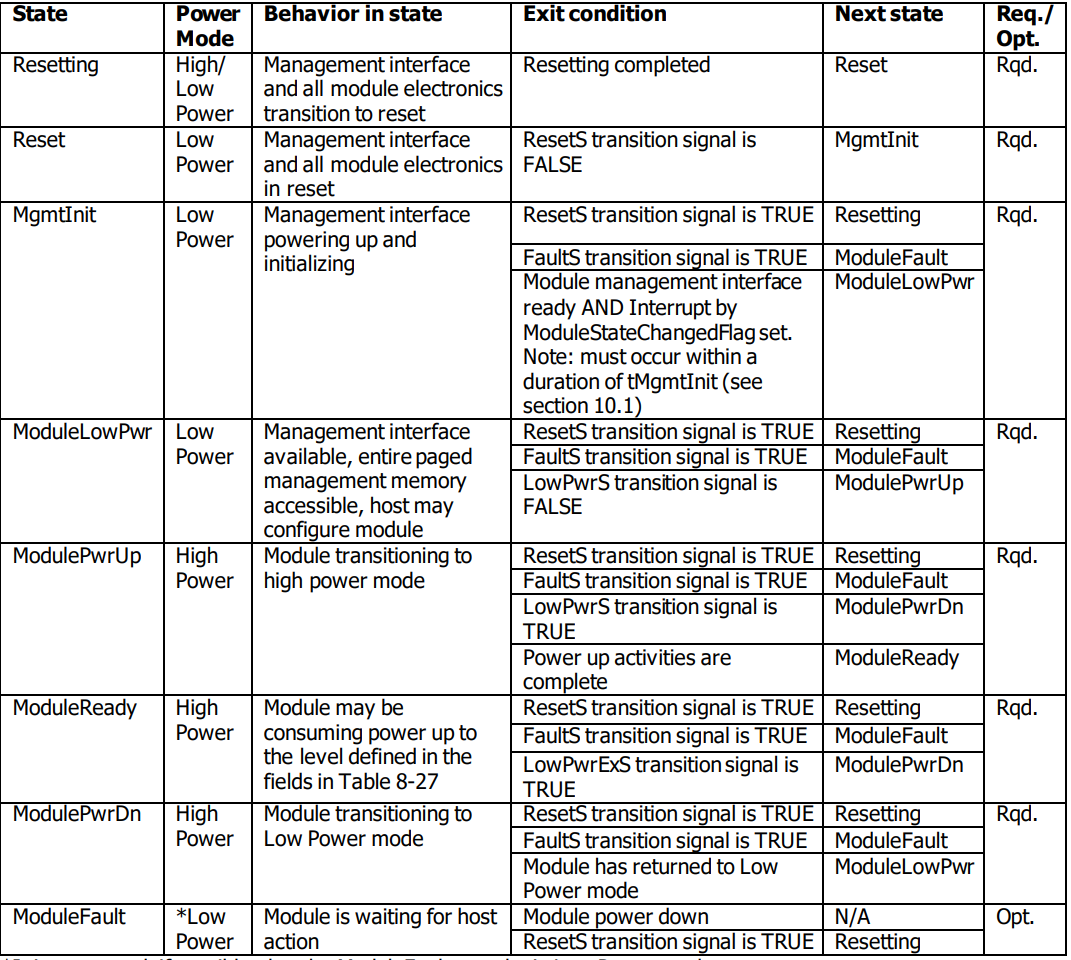 State Power Mode Behavior in state Exit condition Next state Req./ Opt.
Resetting High/ Low Power Management interface and all module electronics transition to reset Resetting completed Reset Rqd.
Reset Low Power Management interface and all module electronics in reset ResetS transition signal is FALSE MgmtInit Rqd.
MgmtInit Low Power Management interface powering up and initializing ResetS transition signal is TRUE Resetting Rqd.
FaultS transition signal is TRUE ModuleFault
Module management interface ready AND Interrupt by ModuleStateChangedFlag set. Note: must occur within a duration of tMgmtInit (see section 10.1) ModuleLowPwr
ModuleLowPwr Low Power Management interface available, entire paged management memory accessible, host may configure module ResetS transition signal is TRUE Resetting Rqd.
FaultS transition signal is TRUE ModuleFault
LowPwrS transition signal is FALSE ModulePwrUp
ModulePwrUp High Power Module transitioning to high power mode ResetS transition signal is TRUE Resetting Rqd.
FaultS transition signal is TRUE ModuleFault
LowPwrS transition signal is TRUE ModulePwrDn
Power up activities are complete ModuleReady
ModuleReady High Power Module may be consuming power up to the level defined in the fields in Table 8-27 ResetS transition signal is TRUE Resetting Rqd.
FaultS transition signal is TRUE ModuleFault
LowPwrExS transition signal is TRUE ModulePwrDn
ModulePwrDn High Power Module transitioning to Low Power mode ResetS transition signal is TRUE Resetting Rqd.
FaultS transition signal is TRUE ModuleFault
Module has returned to Low Power mode ModuleLowPwr
ModuleFault *Low Power Module is waiting for host action Module power down N/A Opt.
ResetS transition signal is TRUE Resetting